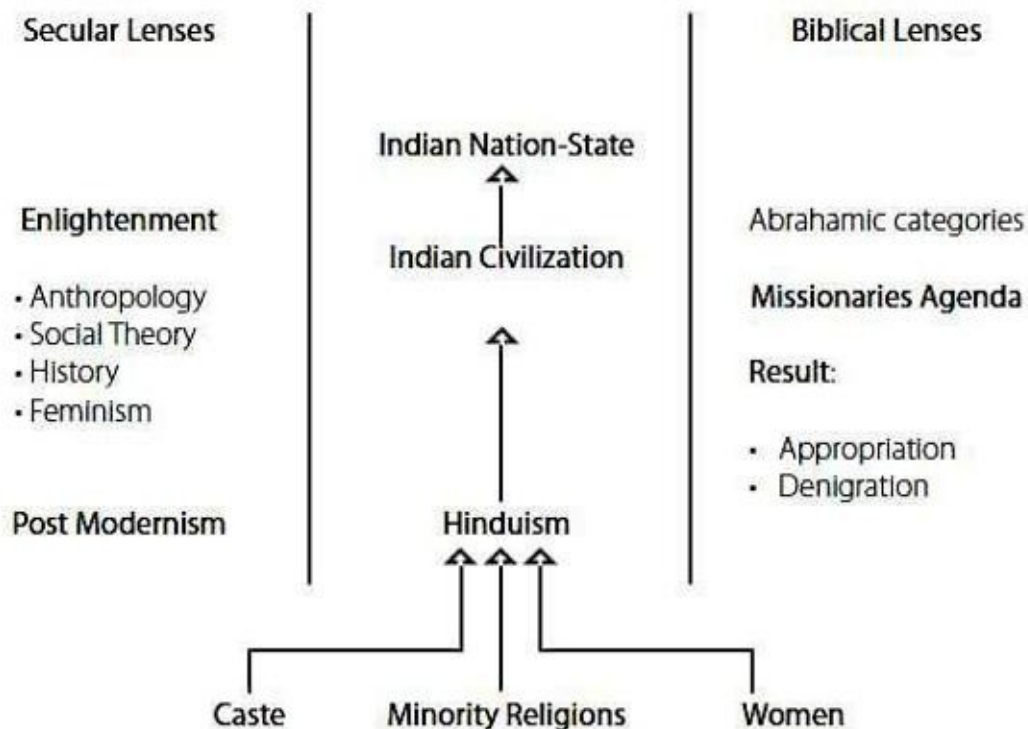 Secular Lenses
Biblical Lenses
Indian Nation-State
Enlightenment
Abrahamic categories
Indian Civilization
• Anthropology
• Social Theory
• History
• Feminism
Missionaries Agenda
Result:
• Appropriation
• Denigration
Post Modernism
Hinduism
Caste
Minority Religions
Women